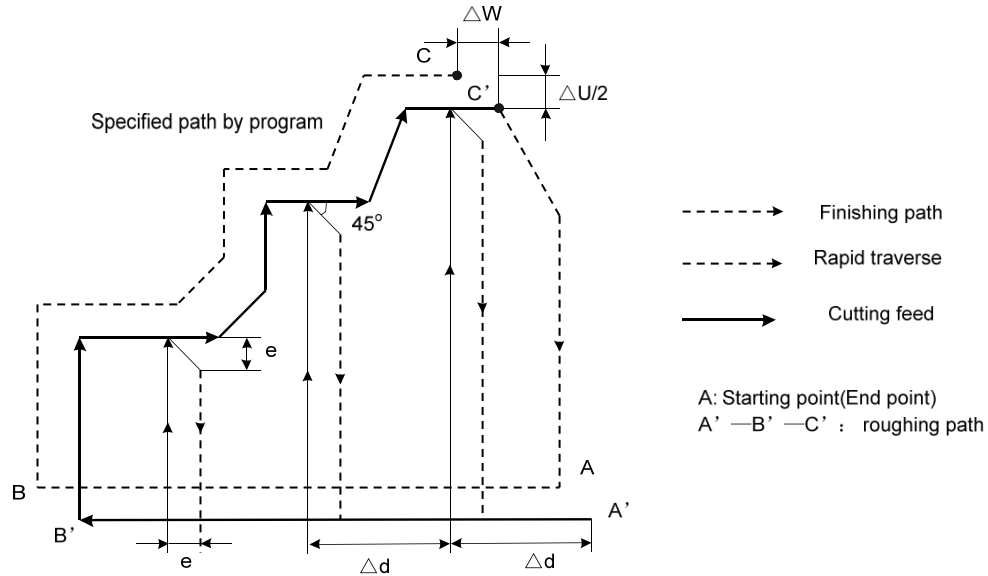 △W
C
C’
△U/2
Specified path by program
45°
Finishing path
Rapid traverse
Cutting feed
e
A: Starting point(End point)
A’ —B’ —C’ : roughing path
A
B
A’
B’
e
△d
△d